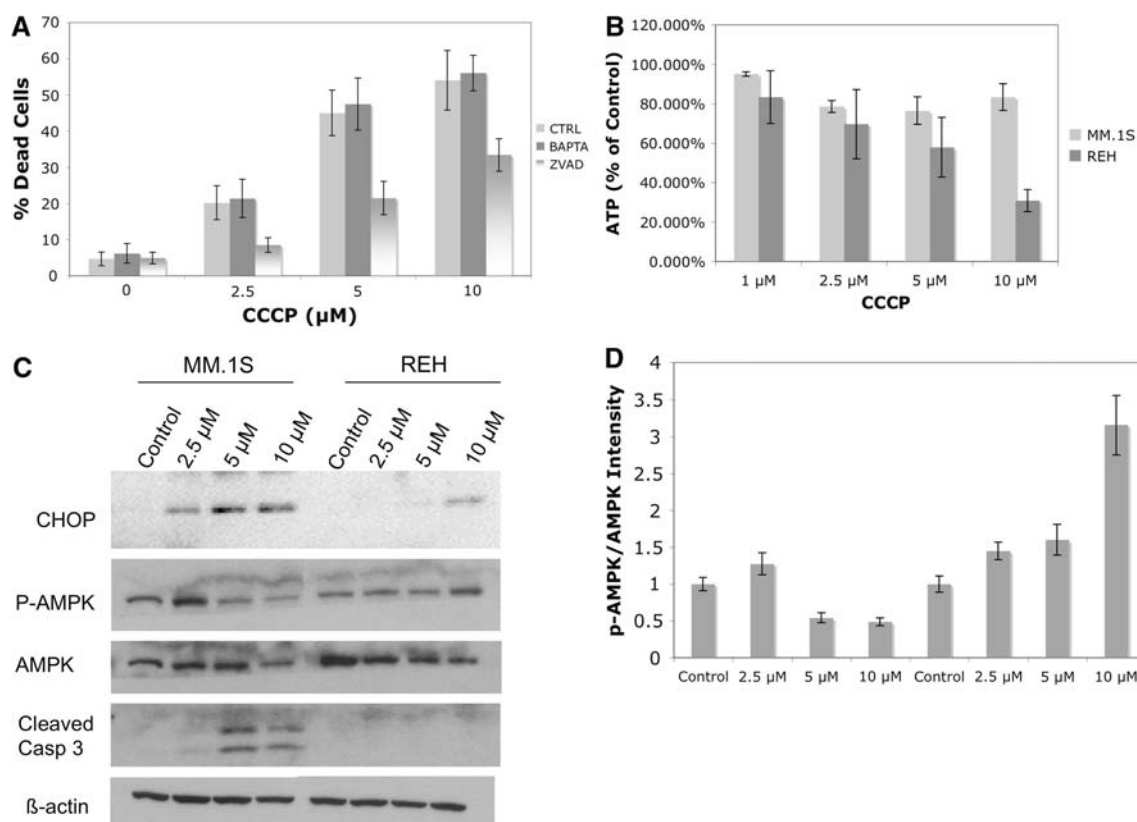 A
% Dead Cells
70
60
50
40
30
20
10
0
0
2.5
5
10
CCCP (µM)
CTRL
BAPTA
ZVAD
B
ATP (% of Control)
120.000%
100.000%
80.000%
60.000%
40.000%
20.000%
0.000%
1 µM
2.5 µM
5 µM
10 µM
CCCP
MM.1S
REH
C
MM.1S
REH
Control
2.5 µM
5 µM
10 µM
Control
2.5 µM
5 µM
10 µM
CHOP
P-AMPK
AMPK
Cleaved
Casp 3
ß-actin
D
p-AMPK/AMPK Intensity
4
3.5
3
2.5
2
1.5
1
0.5
0
Control
2.5 µM
5 µM
10 µM
Control
2.5 µM
5 µM
10 µM